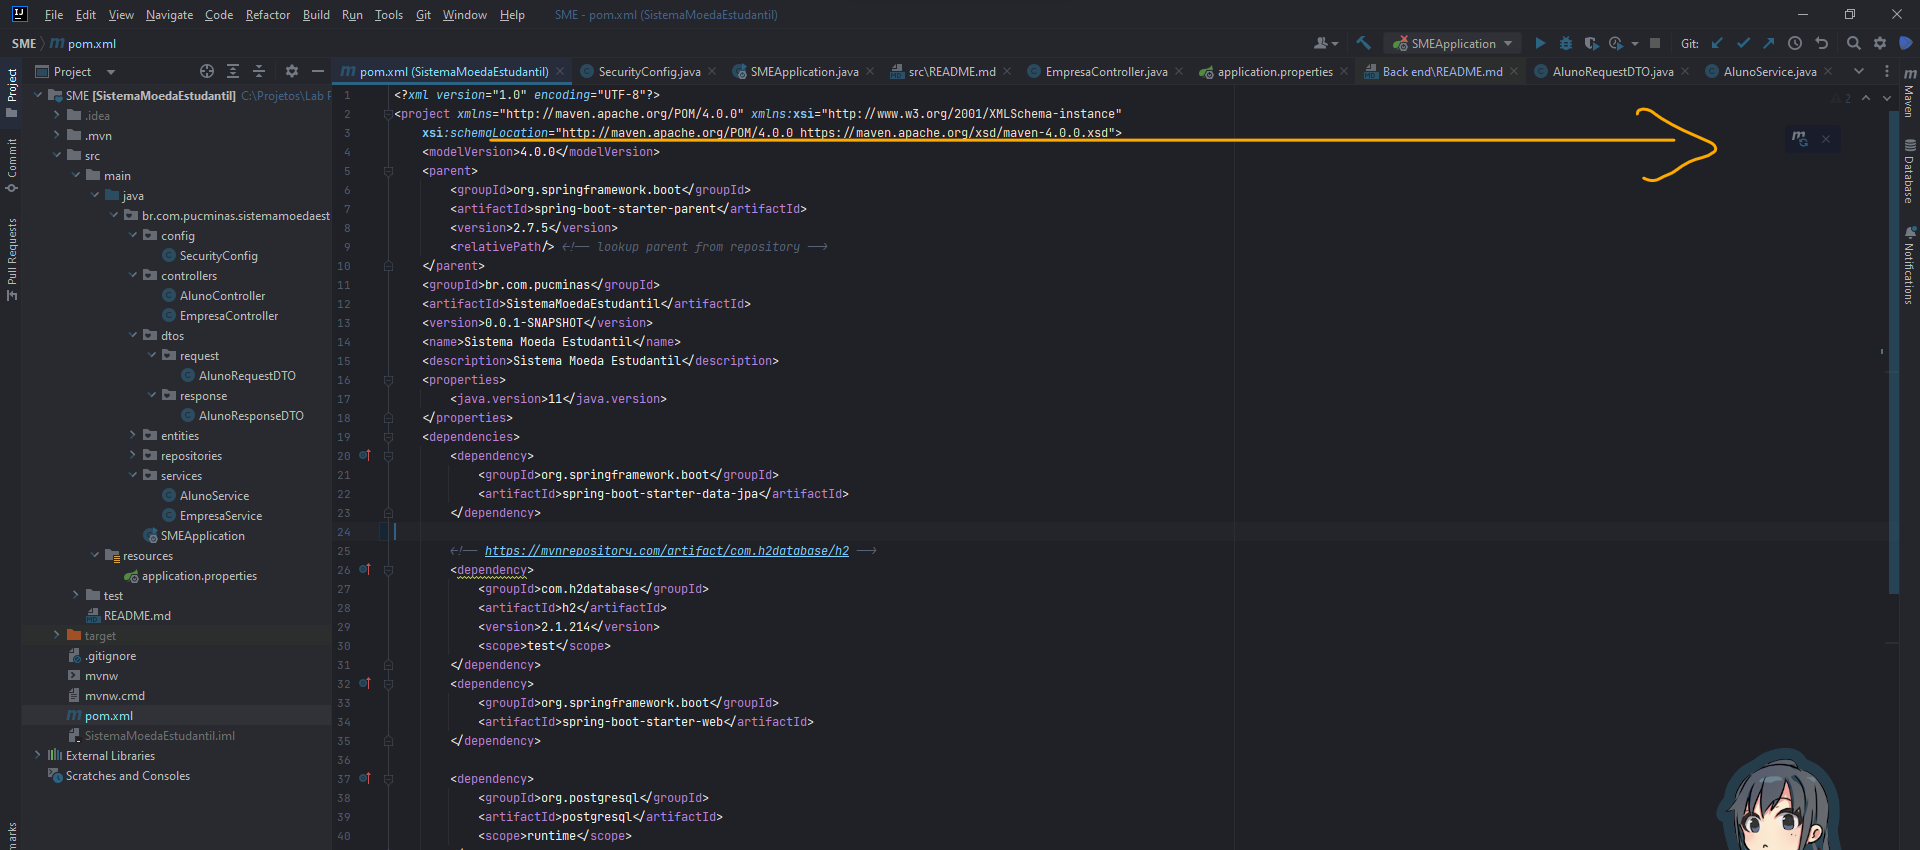 File Edit View Navigate Code Refactor Build Run Tools Git Window Help SME - pom.xml (SistemaMoedaEstudantil)
SME pom.xml
SMEApplication Git:
Project
pom.xml (SistemaMoedaEstudantil) SecurityConfig.java SMEApplication.java src\README.md EmpresaController.java application.properties Back end\README.md AlunoRequestDTO.java AlunoService.java
Project
Commit
Pull Requests
SME [SistemaMoedaEstudantil] C:\Projetos\Lab P
.idea
.mvn
src
main
java
br.com.pucminas.sistemamoedaest
config
SecurityConfig
controllers
AlunoController
EmpresaController
dtos
request
AlunoRequestDTO
response
AlunoResponseDTO
entities
repositories
services
AlunoService
EmpresaService
SMEApplication
resources
application.properties
test
README.md
target
.gitignore
mvnw
mvnw.cmd
pom.xml
SistemaMoedaEstudantil.iml
External Libraries
Scratches and Consoles
1 <?xml version="1.0" encoding="UTF-8"?>
2 <project xmlns="http://maven.apache.org/POM/4.0.0" xmlns:xsi="http://www.w3.org/2001/XMLSchema-instance"
3 xsi:schemaLocation="http://maven.apache.org/POM/4.0.0 https://maven.apache.org/xsd/maven-4.0.0.xsd">
4 <modelVersion>4.0.0</modelVersion>
5 <parent>
6 <groupId>org.springframework.boot</groupId>
7 <artifactId>spring-boot-starter-parent</artifactId>
8 <version>2.7.5</version>
9 <relativePath/> <!-- lookup parent from repository -->
10 </parent>
11 <groupId>br.com.pucminas</groupId>
12 <artifactId>SistemaMoedaEstudantil</artifactId>
13 <version>0.0.1-SNAPSHOT</version>
14 <name>Sistema Moeda Estudantil</name>
15 <description>Sistema Moeda Estudantil</description>
16 <properties>
17 <java.version>11</java.version>
18 </properties>
19 <dependencies>
20 <dependency>
21 <groupId>org.springframework.boot</groupId>
22 <artifactId>spring-boot-starter-data-jpa</artifactId>
23 </dependency>
24
25 <!-- https://mvnrepository.com/artifact/com.h2database/h2 -->
26 <dependency>
27 <groupId>com.h2database</groupId>
28 <artifactId>h2</artifactId>
29 <version>2.1.214</version>
30 <scope>test</scope>
31 </dependency>
32 <dependency>
33 <groupId>org.springframework.boot</groupId>
34 <artifactId>spring-boot-starter-web</artifactId>
35 </dependency>
36
37 <dependency>
38 <groupId>org.postgresql</groupId>
39 <artifactId>postgresql</artifactId>
40 <scope>runtime</scope>
2
Maven
Database
Notifications